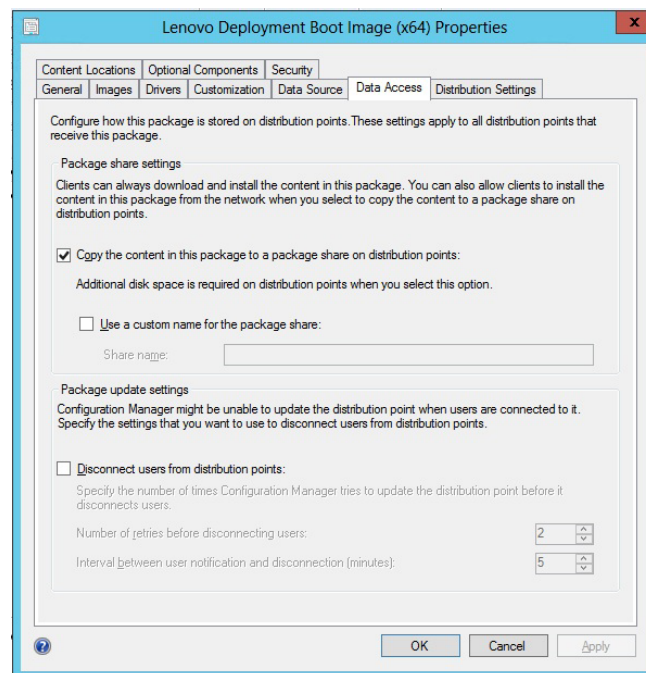 Lenovo Deployment Boot Image (x64) Properties
x
Content Locations Optional Components Security
General Images Drivers Customization Data Source Data Access Distribution Settings
Configure how this package is stored on distribution points.These settings apply to all distribution points that
receive this package.
Package share settings
Clients can always download and install the content in this package. You can also allow clients to install the
content in this package from the network when you select to copy the content to a package share on
distribution points.
Copy the content in this package to a package share on distribution points:
Additional disk space is required on distribution points when you select this option.
Use a custom name for the package share:
Share name:
Package update settings
Configuration Manager might be unable to update the distribution point when users are connected to it.
Specify the settings that you want to use to disconnect users from distribution points.
Disconnect users from distribution points:
Specify the number of times Configuration Manager tries to update the distribution point before it
disconnects users.
Number of retries before disconnecting users: 2
Interval between user notification and disconnection (minutes): 5
? OK Cancel Apply